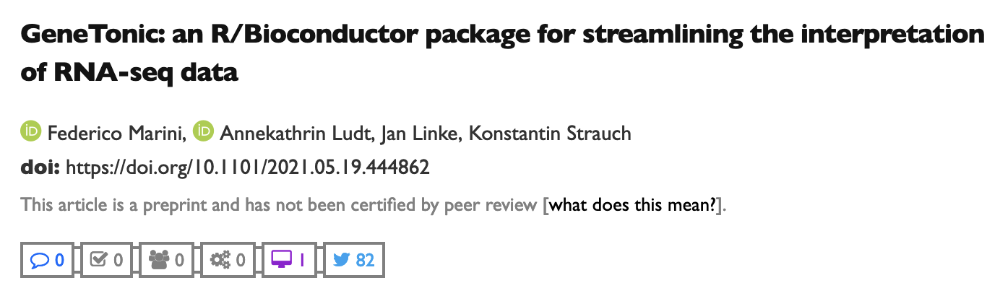 GeneTonic: an R/Bioconductor package for streamlining the interpretation
of RNA-seq data
iD Federico Marini, iD Annekathrin Ludt, Jan Linke, Konstantin Strauch
doi: https://doi.org/10.1101/2021.05.19.444862
This article is a preprint and has not been certified by peer review [what does this mean?].
0 0 0 0 1 82